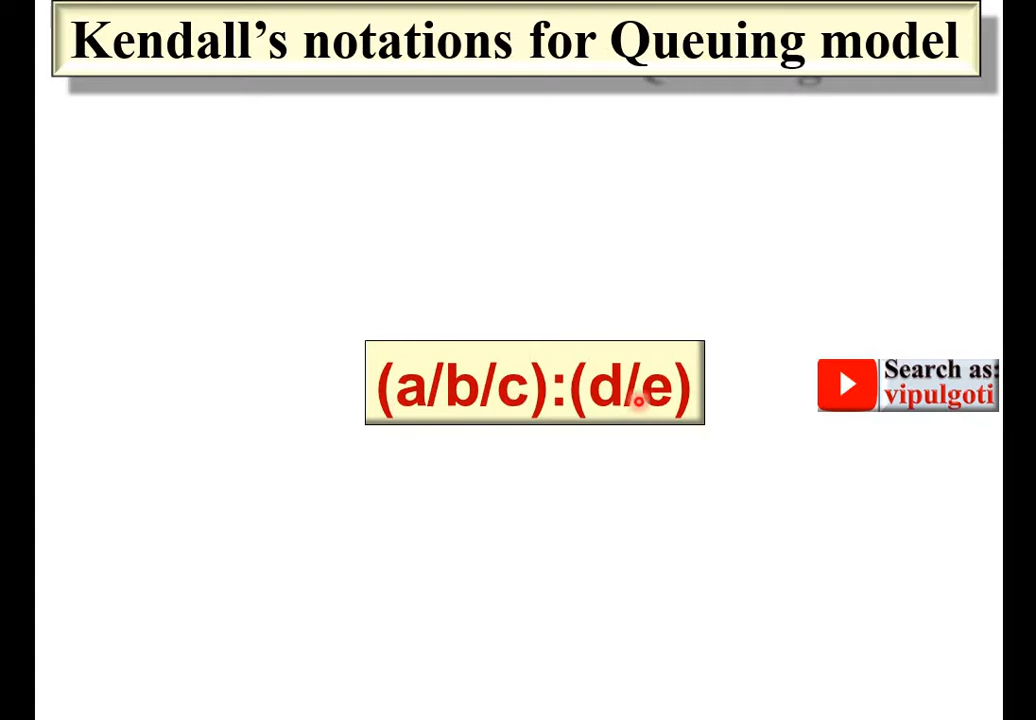 Kendall’s notations for Queuing model
(a/b/c):(d/e)
Search as:
vipulgoti